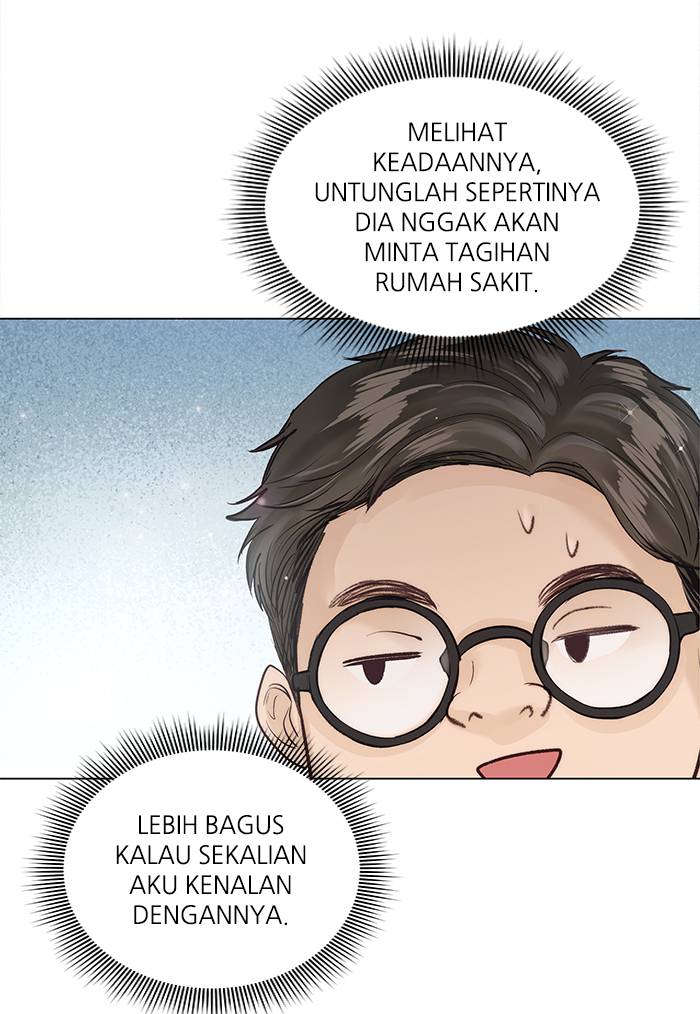 MELIHAT
KEADAANNYA,
UNTUNGLAH SEPERTINYA
DIA NGGAK AKAN
MINTA TAGIHAN
RUMAH SAKIT.
LEBIH BAGUS
KALAU SEKALIAN
AKU KENALAN
DENGANNYA.